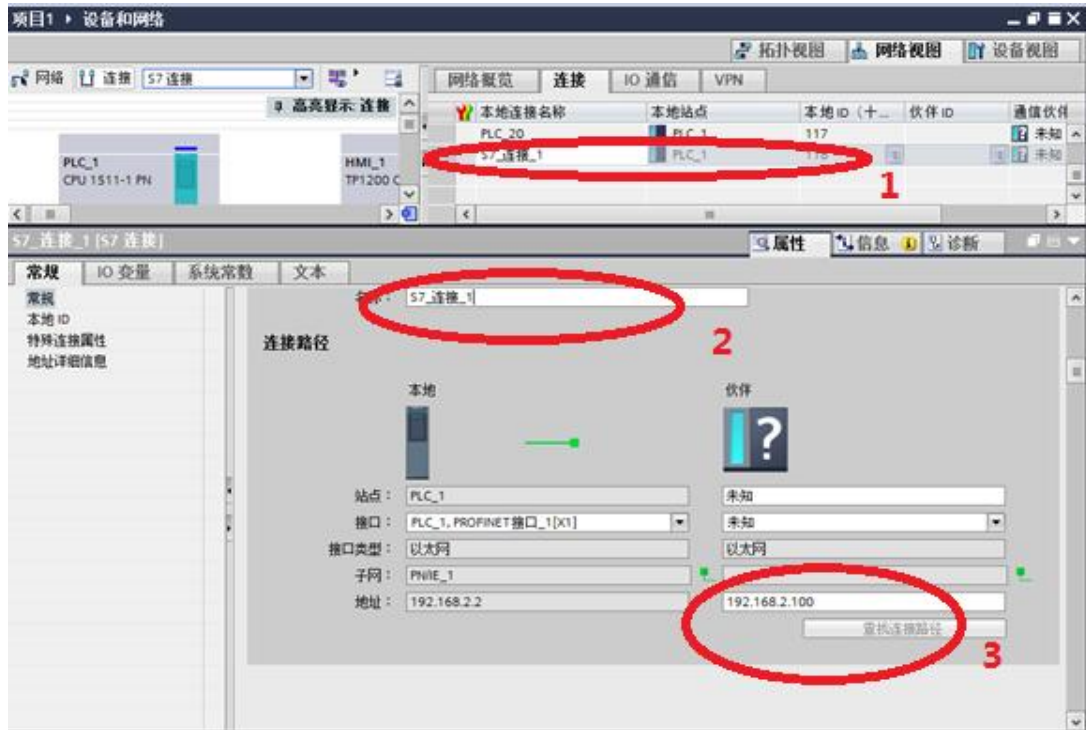 项目1 ▸ 设备和网络
拓扑视图 网络视图 设备视图
网络 连接 S7 连接
网络概览 连接 IO 通信 VPN
高亮显示: 连接
本地连接名称 本地站点 本地 ID（十... 伙伴 ID 通信伙伴
PLC_20 PLC_1 117 未知
S7_连接_1 PLC_1 未知
PLC_1
CPU 1511-1 PN
HMI_1
TP1200 C
1
S7_连接_1 [S7 连接]
属性 信息 诊断
常规 IO 变量 系统常数 文本
常规
本地 ID
特殊连接属性
地址详细信息
名称： S7_连接_1
2
连接路径
本地 伙伴
?
站点： PLC_1 未知
接口： PLC_1, PROFINET 接口_1[X1] 未知
接口类型： 以太网 以太网
子网： PN/IE_1
地址： 192.168.2.2 192.168.2.100
查找连接路径
3